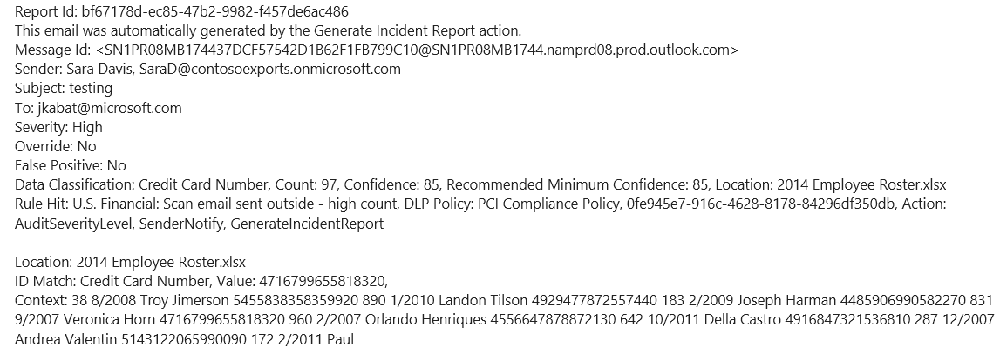 Report Id: bf67178d-ec85-47b2-9982-f457de6ac486
This email was automatically generated by the Generate Incident Report action.
Message Id: <SN1PR08MB174437DCF57542D1B62F1FB799C10@SN1PR08MB1744.namprd08.prod.outlook.com>
Sender: Sara Davis, SaraD@contosoexports.onmicrosoft.com
Subject: testing
To: jkabat@microsoft.com
Severity: High
Override: No
False Positive: No
Data Classification: Credit Card Number, Count: 97, Confidence: 85, Recommended Minimum Confidence: 85, Location: 2014 Employee Roster.xlsx
Rule Hit: U.S. Financial: Scan email sent outside - high count, DLP Policy: PCI Compliance Policy, 0fe945e7-916c-4628-8178-84296df350db, Action:
AuditSeverityLevel, SenderNotify, GenerateIncidentReport
Location: 2014 Employee Roster.xlsx
ID Match: Credit Card Number, Value: 4716799655818320,
Context: 38 8/2008 Troy Jimerson 5455838358359920 890 1/2010 Landon Tilson 4929477872557440 183 2/2009 Joseph Harman 4485906990582270 831
9/2007 Veronica Horn 4716799655818320 960 2/2007 Orlando Henriques 4556647878872130 642 10/2011 Della Castro 4916847321536810 287 12/2007
Andrea Valentin 5143122065990090 172 2/2011 Paul